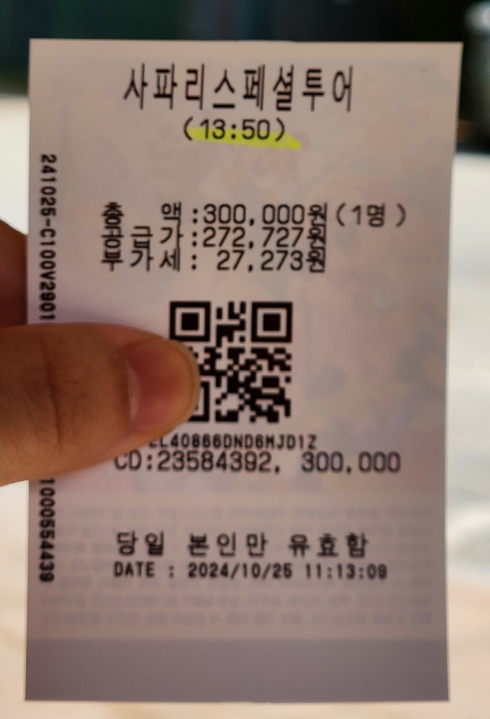 사파리스페셜투어
(13:50)
총 액:300,000원(1명)
공급가:272,727원
부가세: 27,273원
L40866DND6MJD1Z
CD:23584392, 300,000
당일 본인만 유효함
DATE : 2024/10/25 11:13:09
241025-C100V2801
1000554439